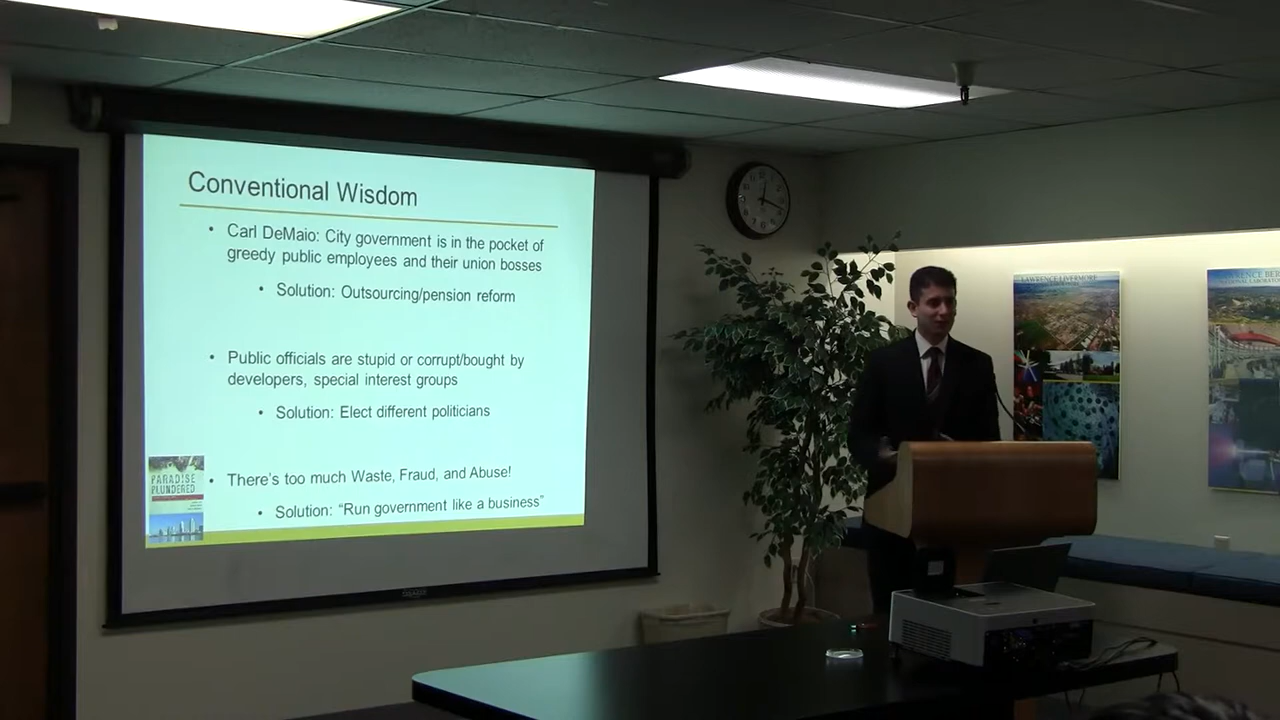 Conventional Wisdom
• Carl DeMaio: City government is in the pocket of
greedy public employees and their union bosses
• Solution: Outsourcing/pension reform
• Public officials are stupid or corrupt/bought by
developers, special interest groups
• Solution: Elect different politicians
• There's too much Waste, Fraud, and Abuse!
• Solution: “Run government like a business”
PARADISE
PLUNDERED
LAWRENCE LIVERMORE